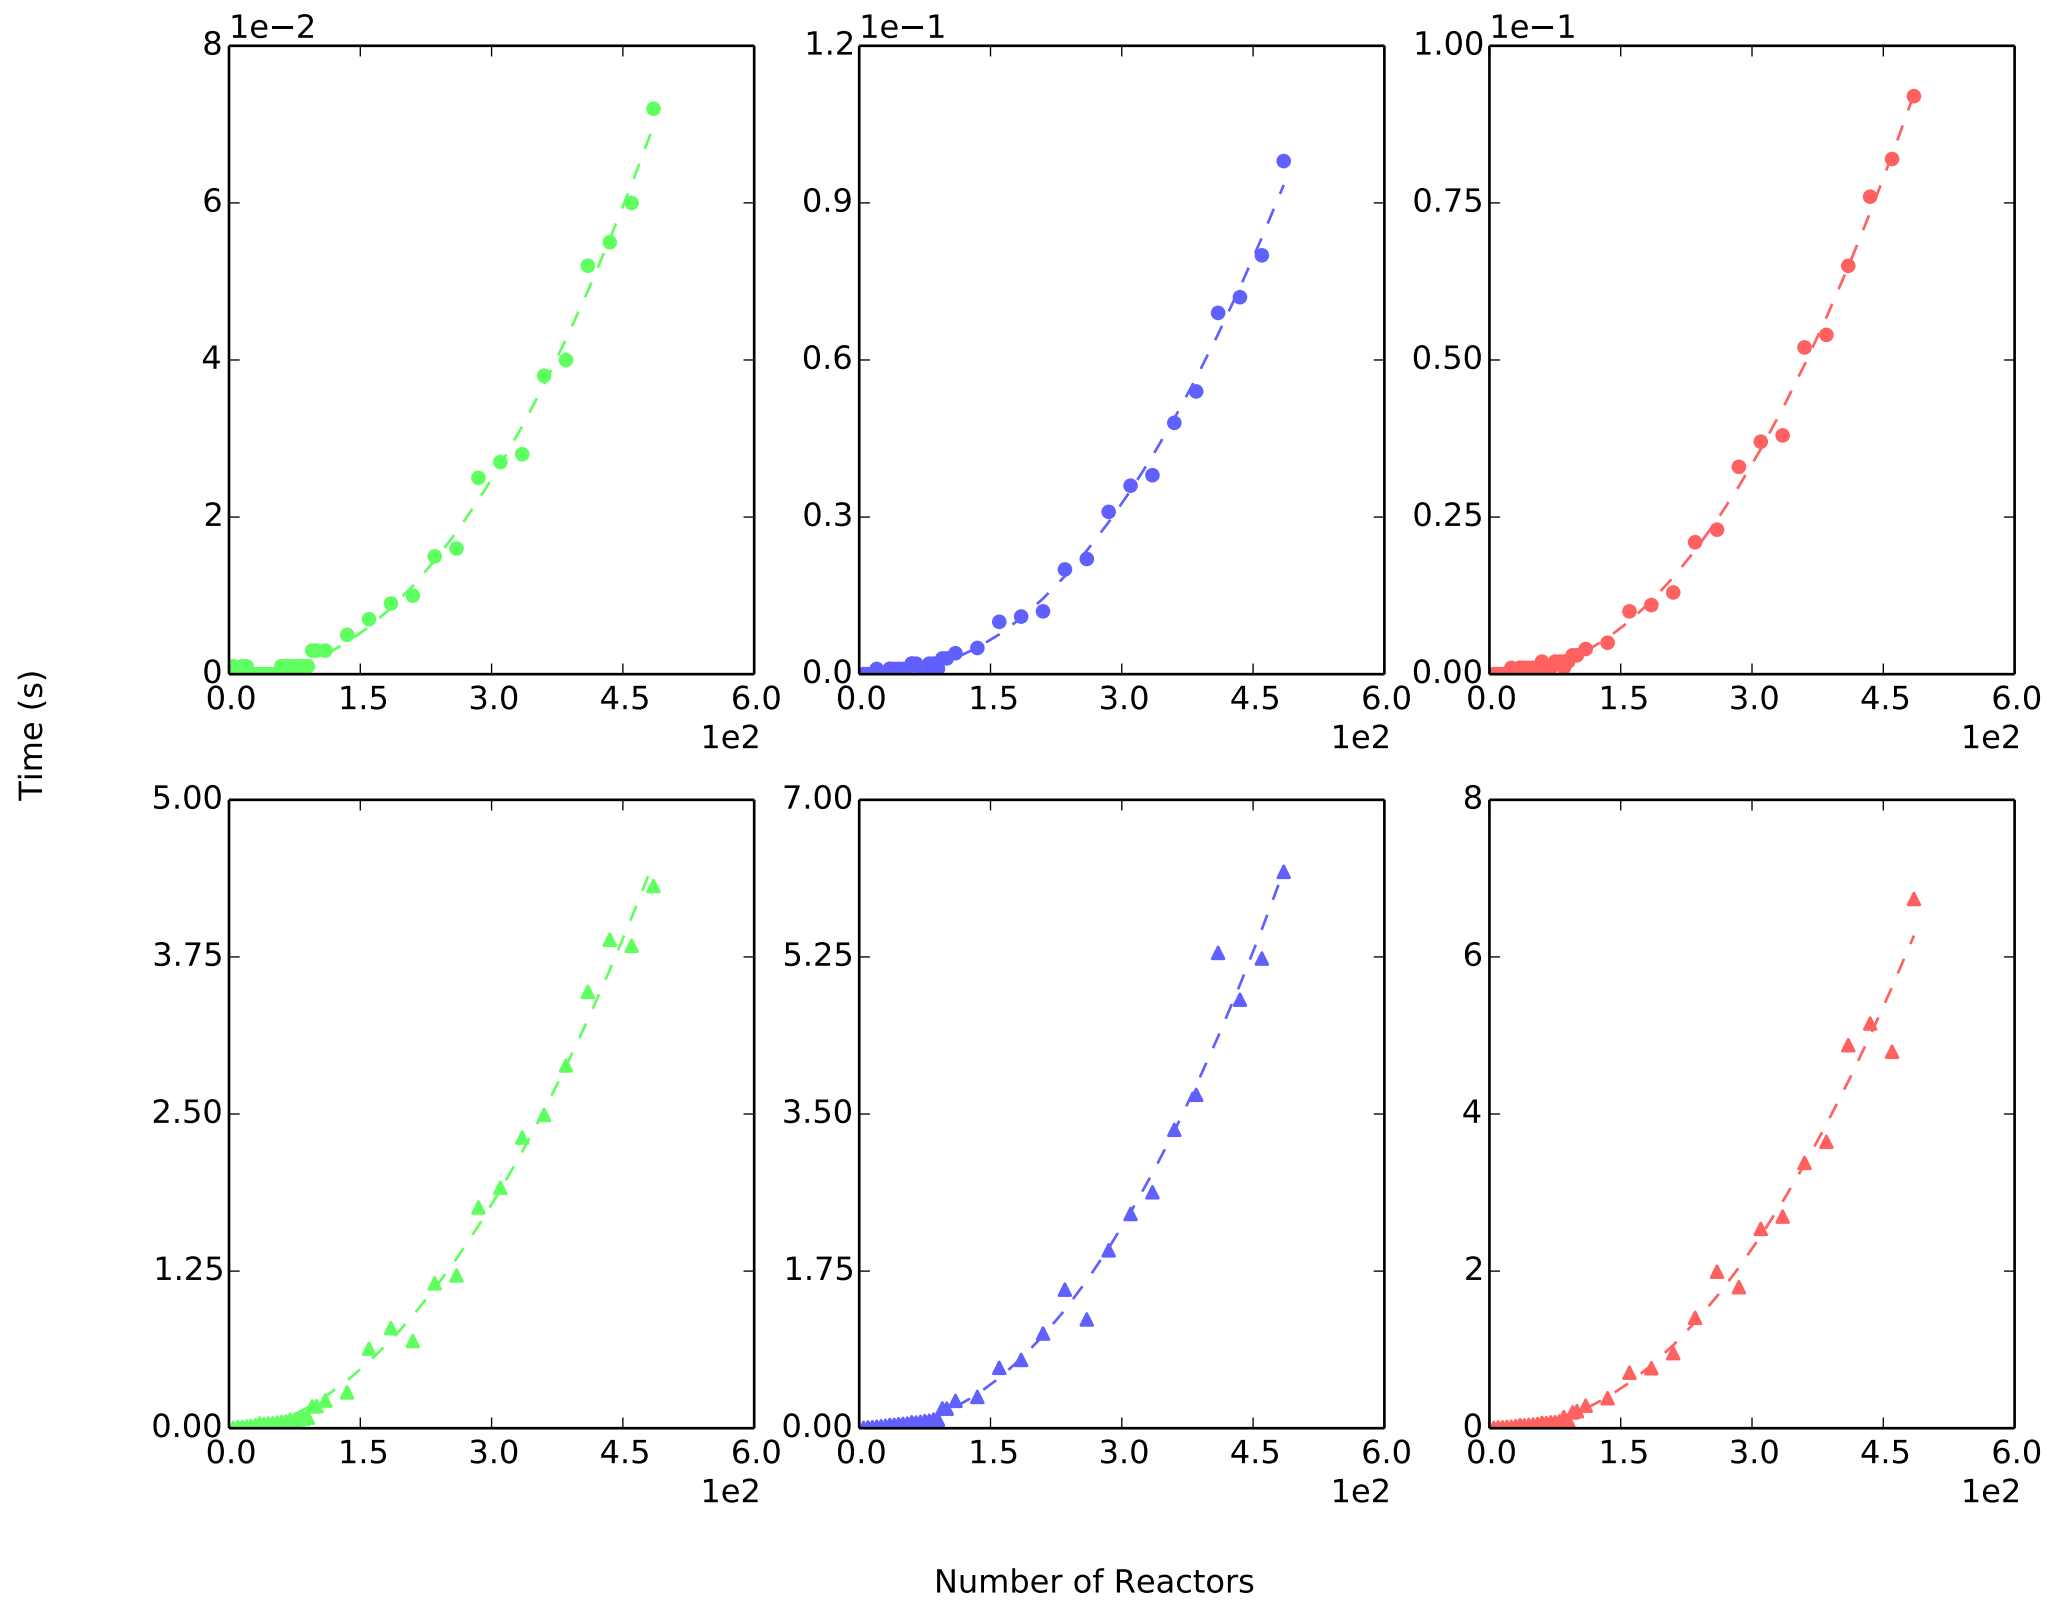 1e−2 1e−1 1e−1
8 1.2 1.00
6 0.9 0.75
4 0.6 0.50
2 0.3 0.25
0 0.0 0.00
0.0 1.5 3.0 4.5 6.0 0.0 1.5 3.0 4.5 6.0 0.0 1.5 3.0 4.5 6.0
1e2 1e2 1e2
Time (s)
5.00 7.00 8
3.75 5.25 6
2.50 3.50 4
1.25 1.75 2
0.00 0.00 0
0.0 1.5 3.0 4.5 6.0 0.0 1.5 3.0 4.5 6.0 0.0 1.5 3.0 4.5 6.0
1e2 1e2 1e2
Number of Reactors